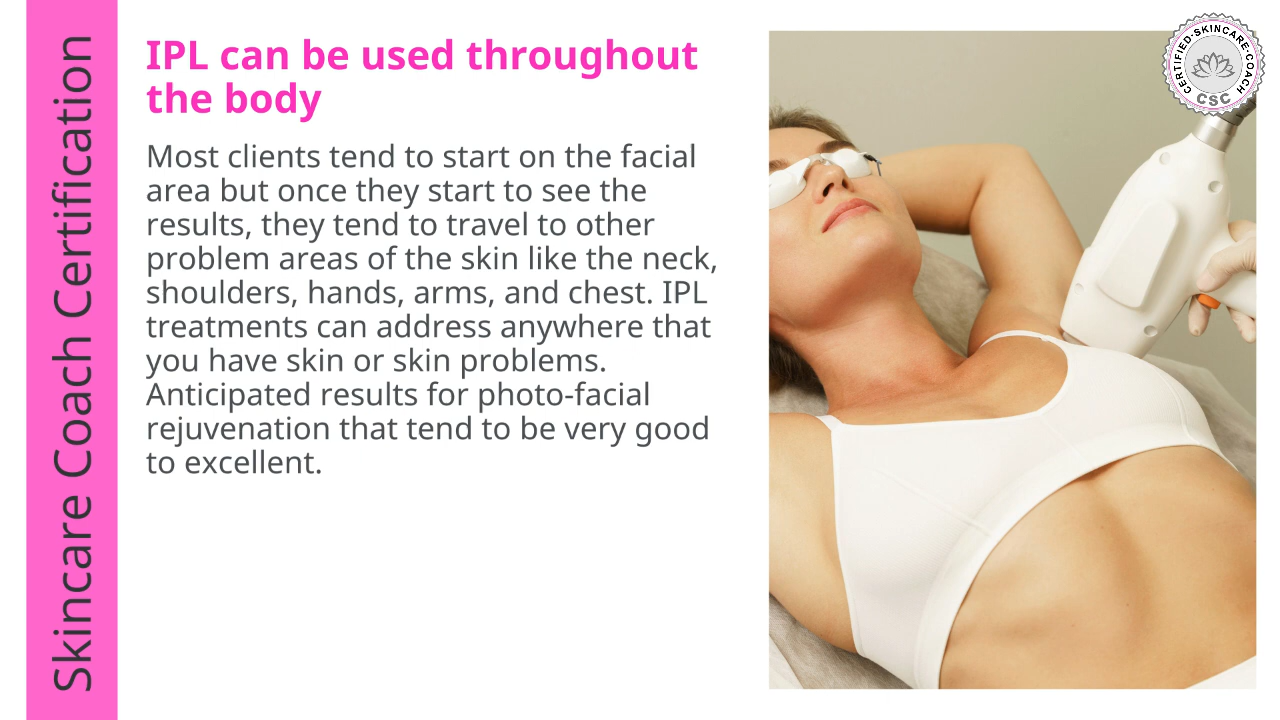 Skincare Coach Certification
IPL can be used throughout
the body
Most clients tend to start on the facial
area but once they start to see the
results, they tend to travel to other
problem areas of the skin like the neck,
shoulders, hands, arms, and chest. IPL
treatments can address anywhere that
you have skin or skin problems.
Anticipated results for photo-facial
rejuvenation that tend to be very good
to excellent.
CERTIFIED-SKINCARE-COACH
CSC